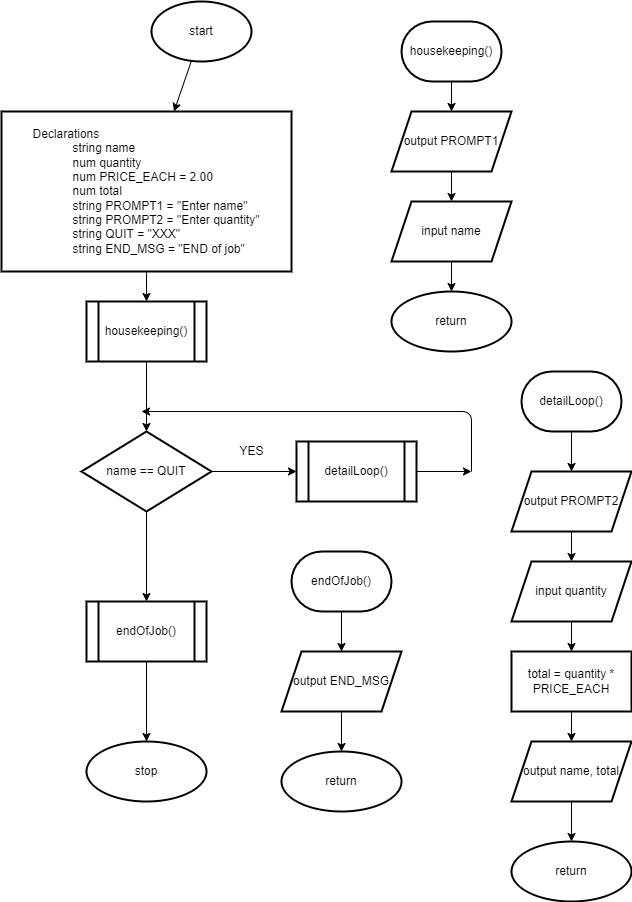 start
Declarations
string name
num quantity
num PRICE_EACH = 2.00
num total
string PROMPT1 = "Enter name"
string PROMPT2 = "Enter quantity"
string QUIT = "XXX"
string END_MSG = "END of job"
housekeeping()
name == QUIT
YES
detailLoop()
endOfJob()
stop
housekeeping()
output PROMPT1
input name
return
endOfJob()
output END_MSG
return
detailLoop()
output PROMPT2
input quantity
total = quantity *
PRICE_EACH
output name, total
return